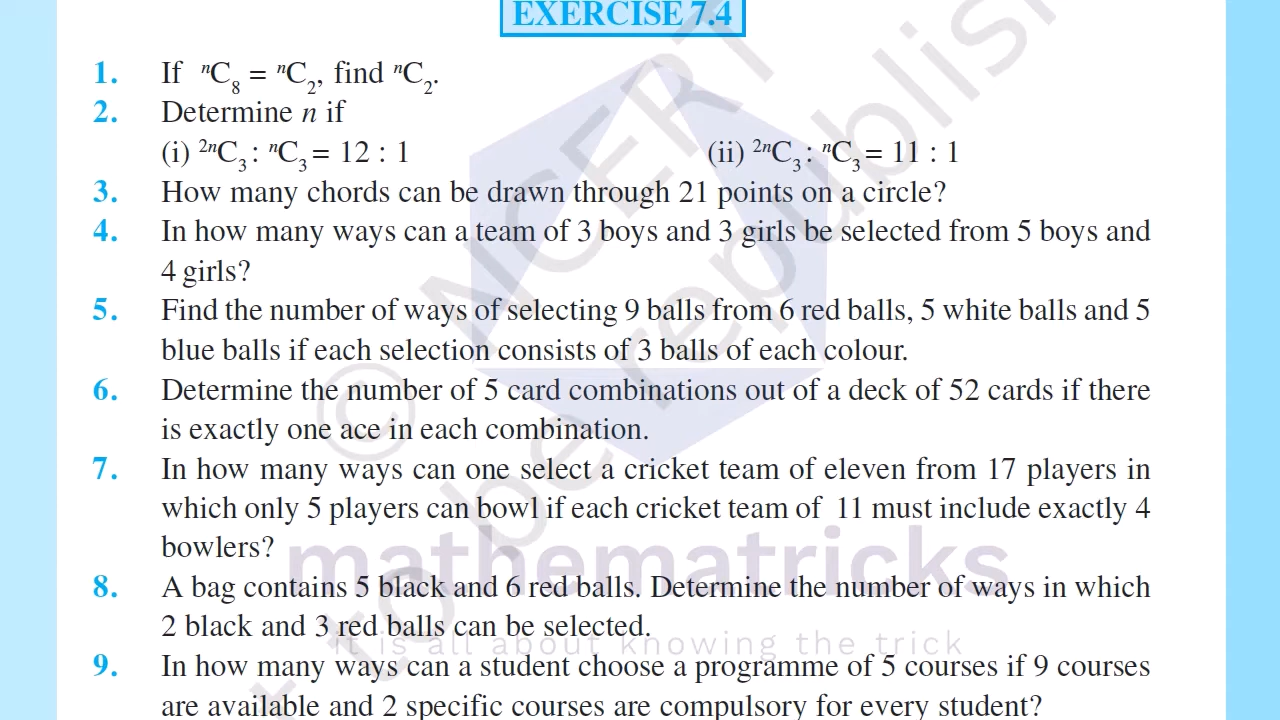 EXERCISE 7.4
1. If ⁿC₈ = ⁿC₂, find ⁿC₂.
2. Determine n if
(i) ²ⁿC₃ : ⁿC₃ = 12 : 1 (ii) ²ⁿC₃ : ⁿC₃ = 11 : 1
3. How many chords can be drawn through 21 points on a circle?
4. In how many ways can a team of 3 boys and 3 girls be selected from 5 boys and
4 girls?
5. Find the number of ways of selecting 9 balls from 6 red balls, 5 white balls and 5
blue balls if each selection consists of 3 balls of each colour.
6. Determine the number of 5 card combinations out of a deck of 52 cards if there
is exactly one ace in each combination.
7. In how many ways can one select a cricket team of eleven from 17 players in
which only 5 players can bowl if each cricket team of 11 must include exactly 4
bowlers?
8. A bag contains 5 black and 6 red balls. Determine the number of ways in which
2 black and 3 red balls can be selected.
9. In how many ways can a student choose a programme of 5 courses if 9 courses
are available and 2 specific courses are compulsory for every student?
© NCERT
to be republish
mathematricks
it is all about knowing the trick